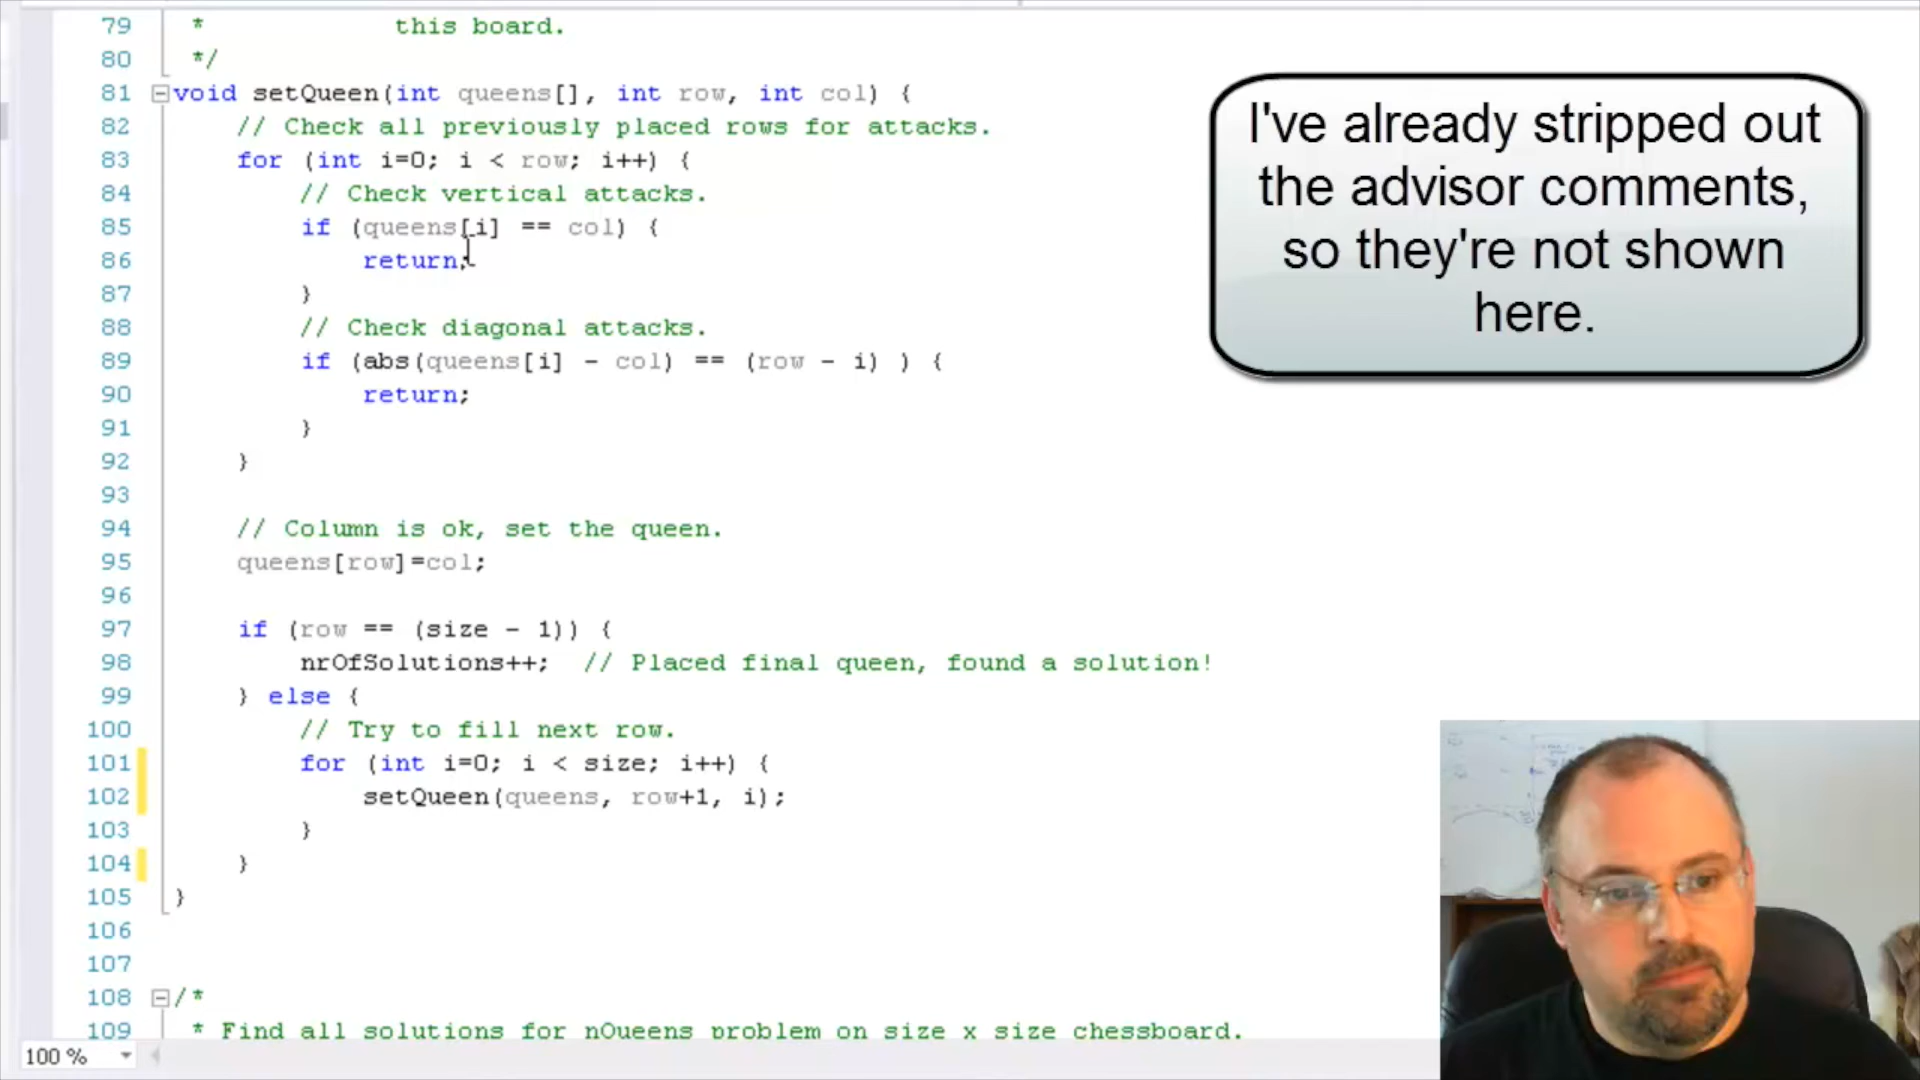 79 * this board.
80 */
81 void setQueen(int queens[], int row, int col) {
82 // Check all previously placed rows for attacks.
83 for (int i=0; i < row; i++) {
84 // Check vertical attacks.
85 if (queens[i] == col) {
86 return;
87 }
88 // Check diagonal attacks.
89 if (abs(queens[i] - col) == (row - i) ) {
90 return;
91 }
92 }
93
94 // Column is ok, set the queen.
95 queens[row]=col;
96
97 if (row == (size - 1)) {
98 nrOfSolutions++; // Placed final queen, found a solution!
99 } else {
100 // Try to fill next row.
101 for (int i=0; i < size; i++) {
102 setQueen(queens, row+1, i);
103 }
104 }
105 }
106
107
108 /*
109 * Find all solutions for nQueens problem on size x size chessboard.
100 %
I've already stripped out
the advisor comments,
so they're not shown
here.